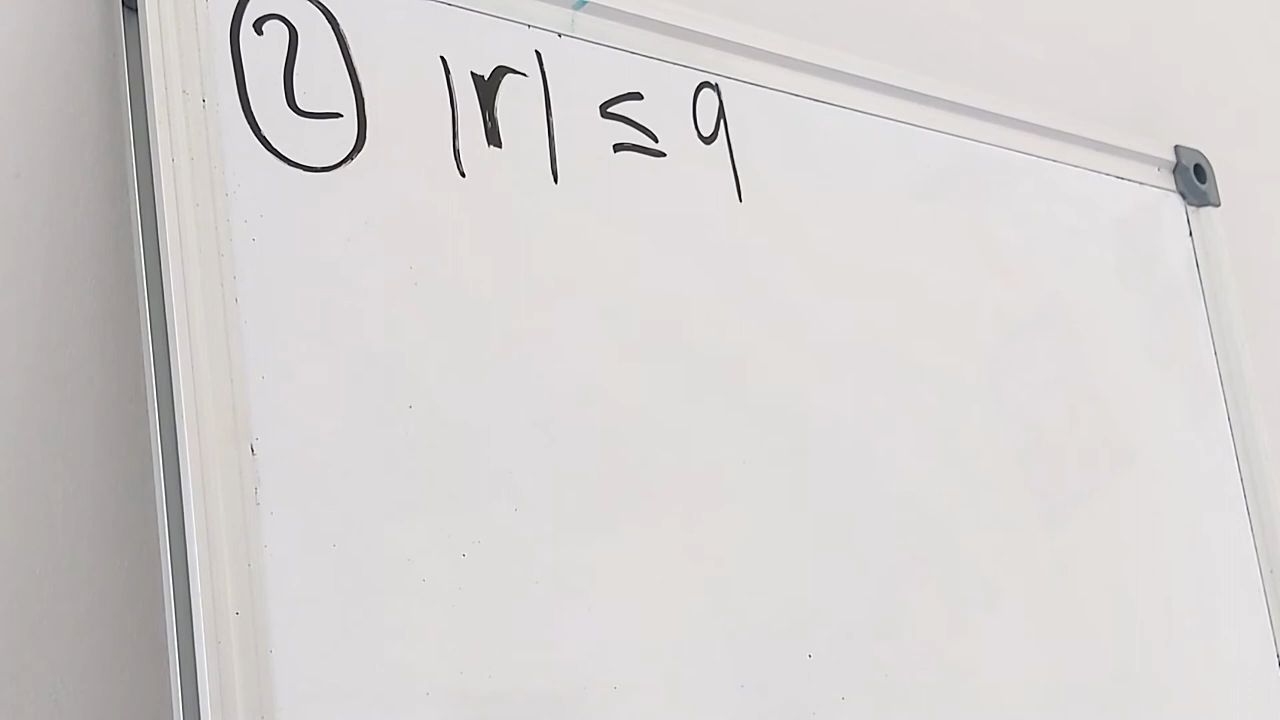 ② |r| ≤ 9